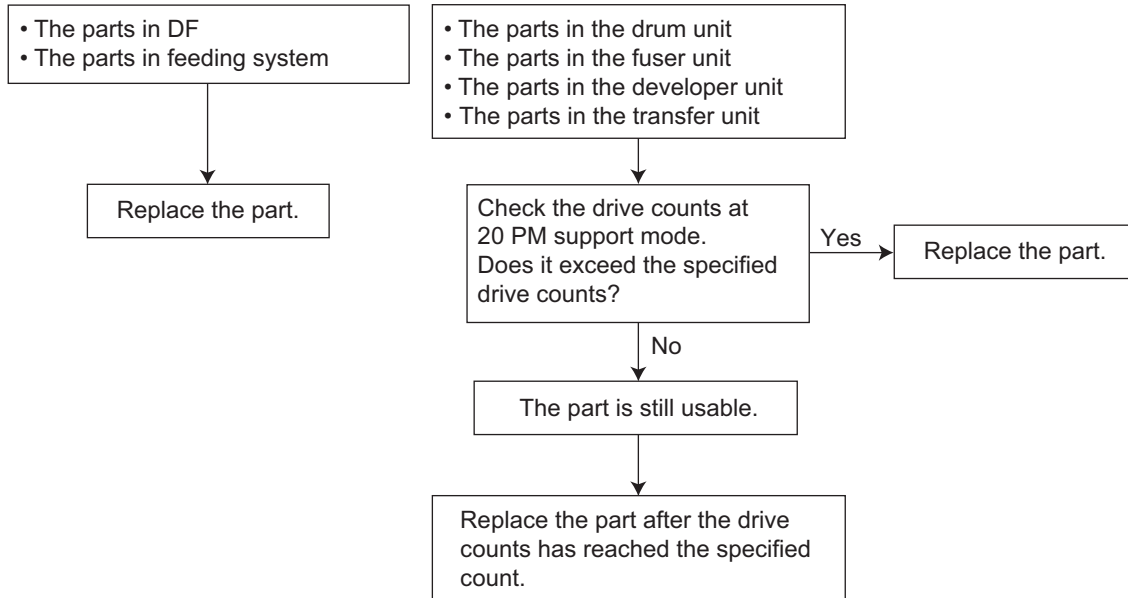 • The parts in DF
• The parts in feeding system
Replace the part.
• The parts in the drum unit
• The parts in the fuser unit
• The parts in the developer unit
• The parts in the transfer unit
Check the drive counts at
20 PM support mode.
Does it exceed the specified
drive counts?
Yes
Replace the part.
No
The part is still usable.
Replace the part after the drive
counts has reached the specified
count.